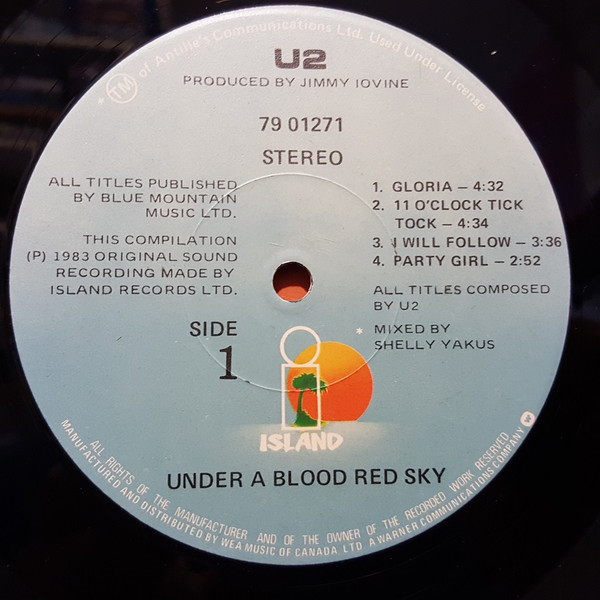 * TM of Antille's Communications Ltd. Used Under License
U2
PRODUCED BY JIMMY IOVINE
79 01271
STEREO
ALL TITLES PUBLISHED
BY BLUE MOUNTAIN
MUSIC LTD.
THIS COMPILATION
(P) 1983 ORIGINAL SOUND
RECORDING MADE BY
ISLAND RECORDS LTD.
SIDE
1
1. GLORIA – 4:32
2. 11 O'CLOCK TICK
TOCK – 4:34
3. I WILL FOLLOW – 3:36
4. PARTY GIRL – 2:52
ALL TITLES COMPOSED
BY U2
* MIXED BY
SHELLY YAKUS
ISLAND
UNDER A BLOOD RED SKY
ALL RIGHTS OF THE MANUFACTURER AND OF THE OWNER OF THE RECORDED WORK RESERVED
MANUFACTURED AND DISTRIBUTED BY WEA MUSIC OF CANADA, LTD A WARNER COMMUNICATIONS COMPANY